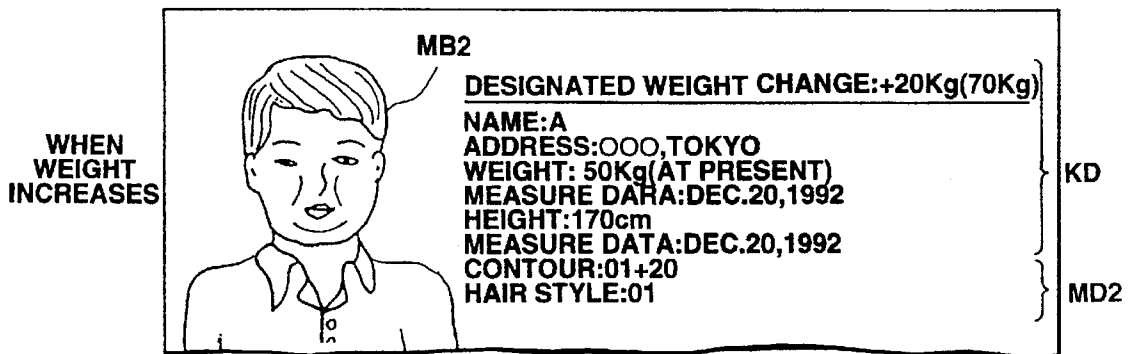 MB2
DESIGNATED WEIGHT CHANGE:+20Kg(70Kg)
NAME:A
ADDRESS:○○○,TOKYO
WEIGHT: 50Kg(AT PRESENT)
MEASURE DARA:DEC.20,1992
HEIGHT:170cm
MEASURE DATA:DEC.20,1992
CONTOUR:01+20
HAIR STYLE:01
WHEN
WEIGHT
INCREASES
KD
MD2